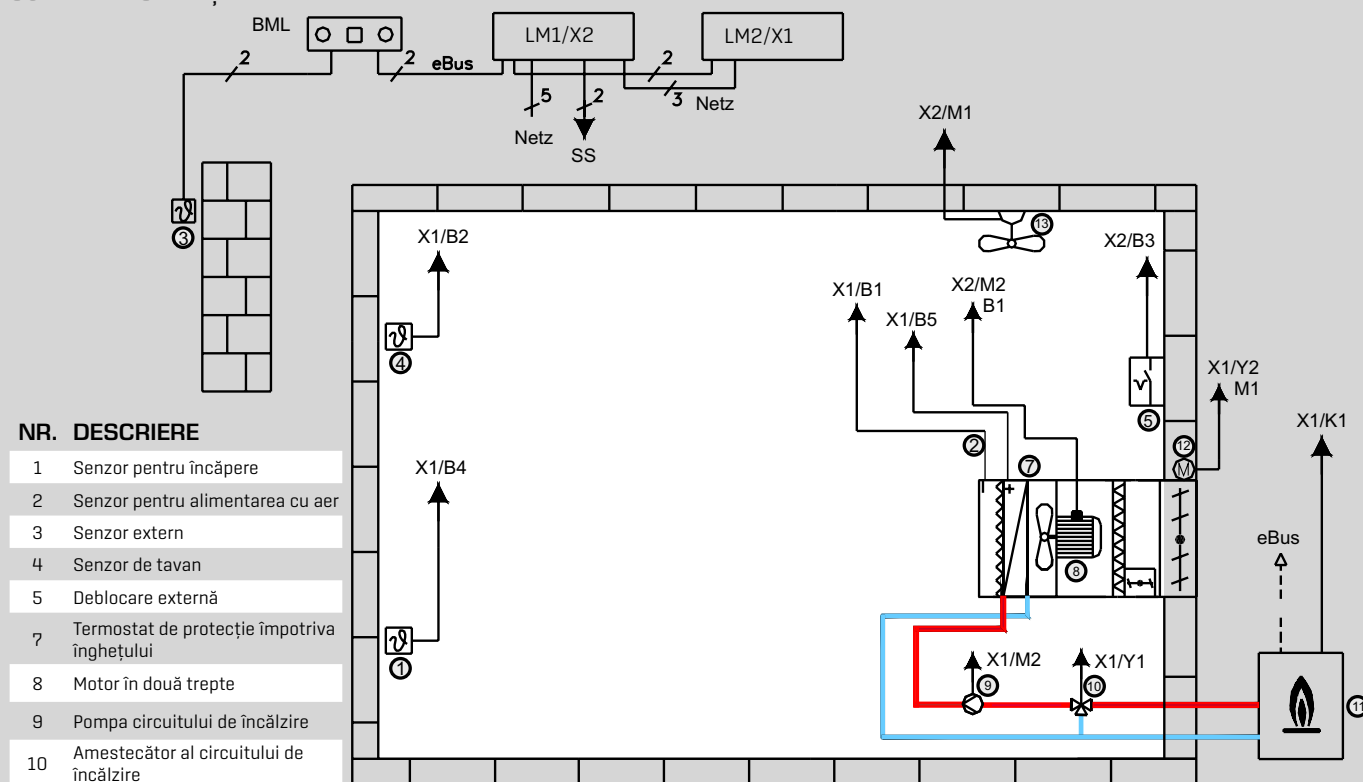 BML
LM1/X2
LM2/X1
2
2
eBus
2
5
2
3
Netz
Netz
SS
X2/M1
13
3
X1/B2
X2/B3
X1/B1
X2/M2
B1
X1/B5
4
X1/Y2
M1
5
X1/K1
2
7
12
M
X1/B4
+
8
eBus
1
X1/M2
X1/Y1
9
10
11
NR. DESCRIERE
1 Senzor pentru încăpere
2 Senzor pentru alimentarea cu aer
3 Senzor extern
4 Senzor de tavan
5 Deblocare externă
7 Termostat de protecție împotriva
înghețului
8 Motor în două trepte
9 Pompa circuitului de încălzire
10 Amestecător al circuitului de
încălzire